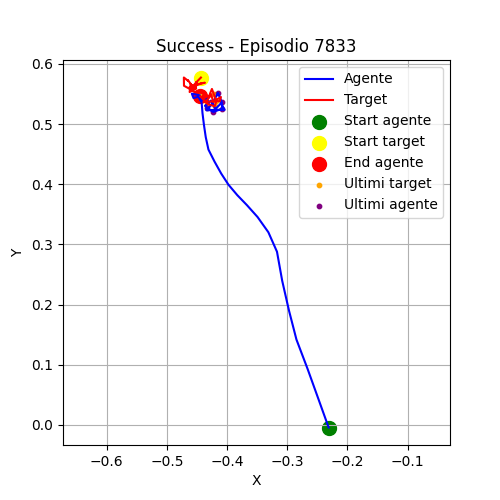 Success - Episodio 7833
Agente
Target
Start agente
Start target
End agente
Ultimi target
Ultimi agente
Y
0.6
0.5
0.4
0.3
0.2
0.1
0.0
−0.6 −0.5 −0.4 −0.3 −0.2 −0.1
X